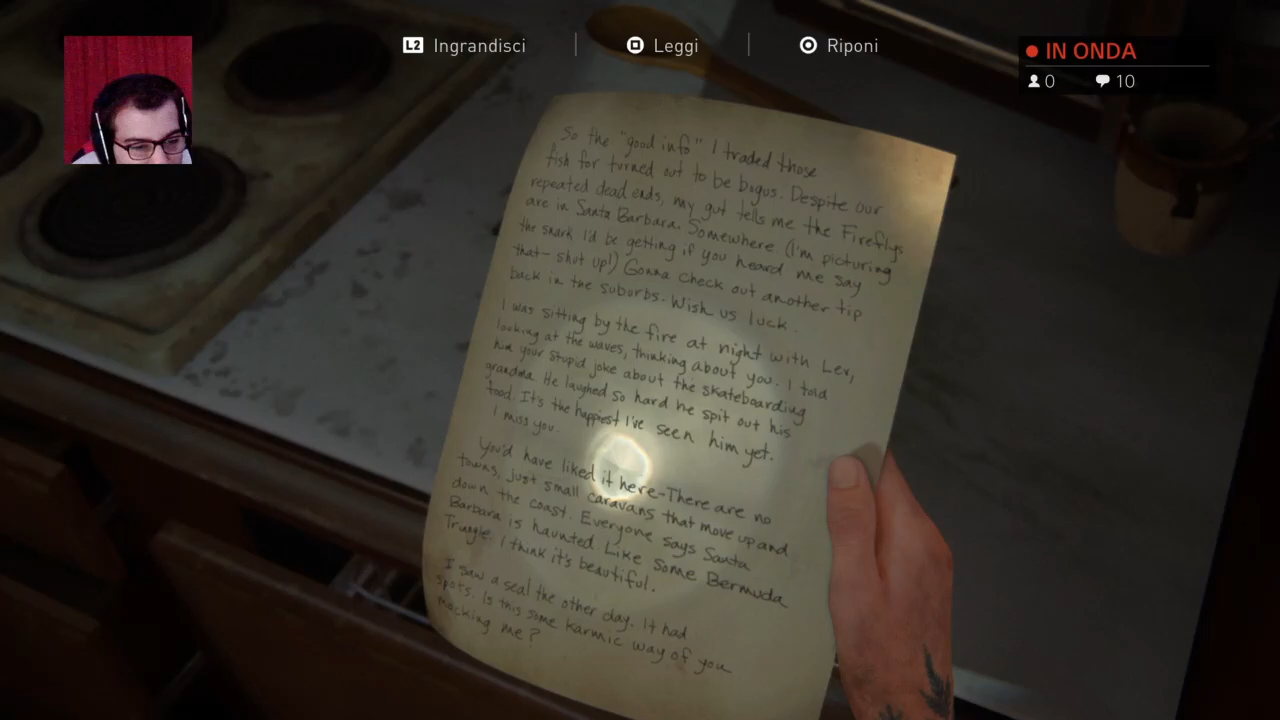 L2 Ingrandisci
Leggi
Riponi
IN ONDA
0
10
So the "good info" I traded those
fish for turned out to be bogus. Despite our
repeated dead ends, my gut tells me the Fireflys
are in Santa Barbara. Somewhere. (I'm picturing
the snark I'd be getting if you heard me say
that- shut up!) Gonna check out another tip
back in the suburbs. Wish us luck.
I was sitting by the fire at night with Lev,
looking at the waves, thinking about you. I told
him your stupid joke about the skateboarding
grandma. He laughed so hard he spit out his
food. It's the happiest I've seen him yet.
I miss you.
You'd have liked it here-There are no
towns, just small caravans that move up and
down the coast. Everyone says Santa
Barbara is haunted. Like some Bermuda
Triangle. I think it's beautiful.
I saw a seal the other day. It had
spots. Is this some karmic way of you
mocking me?